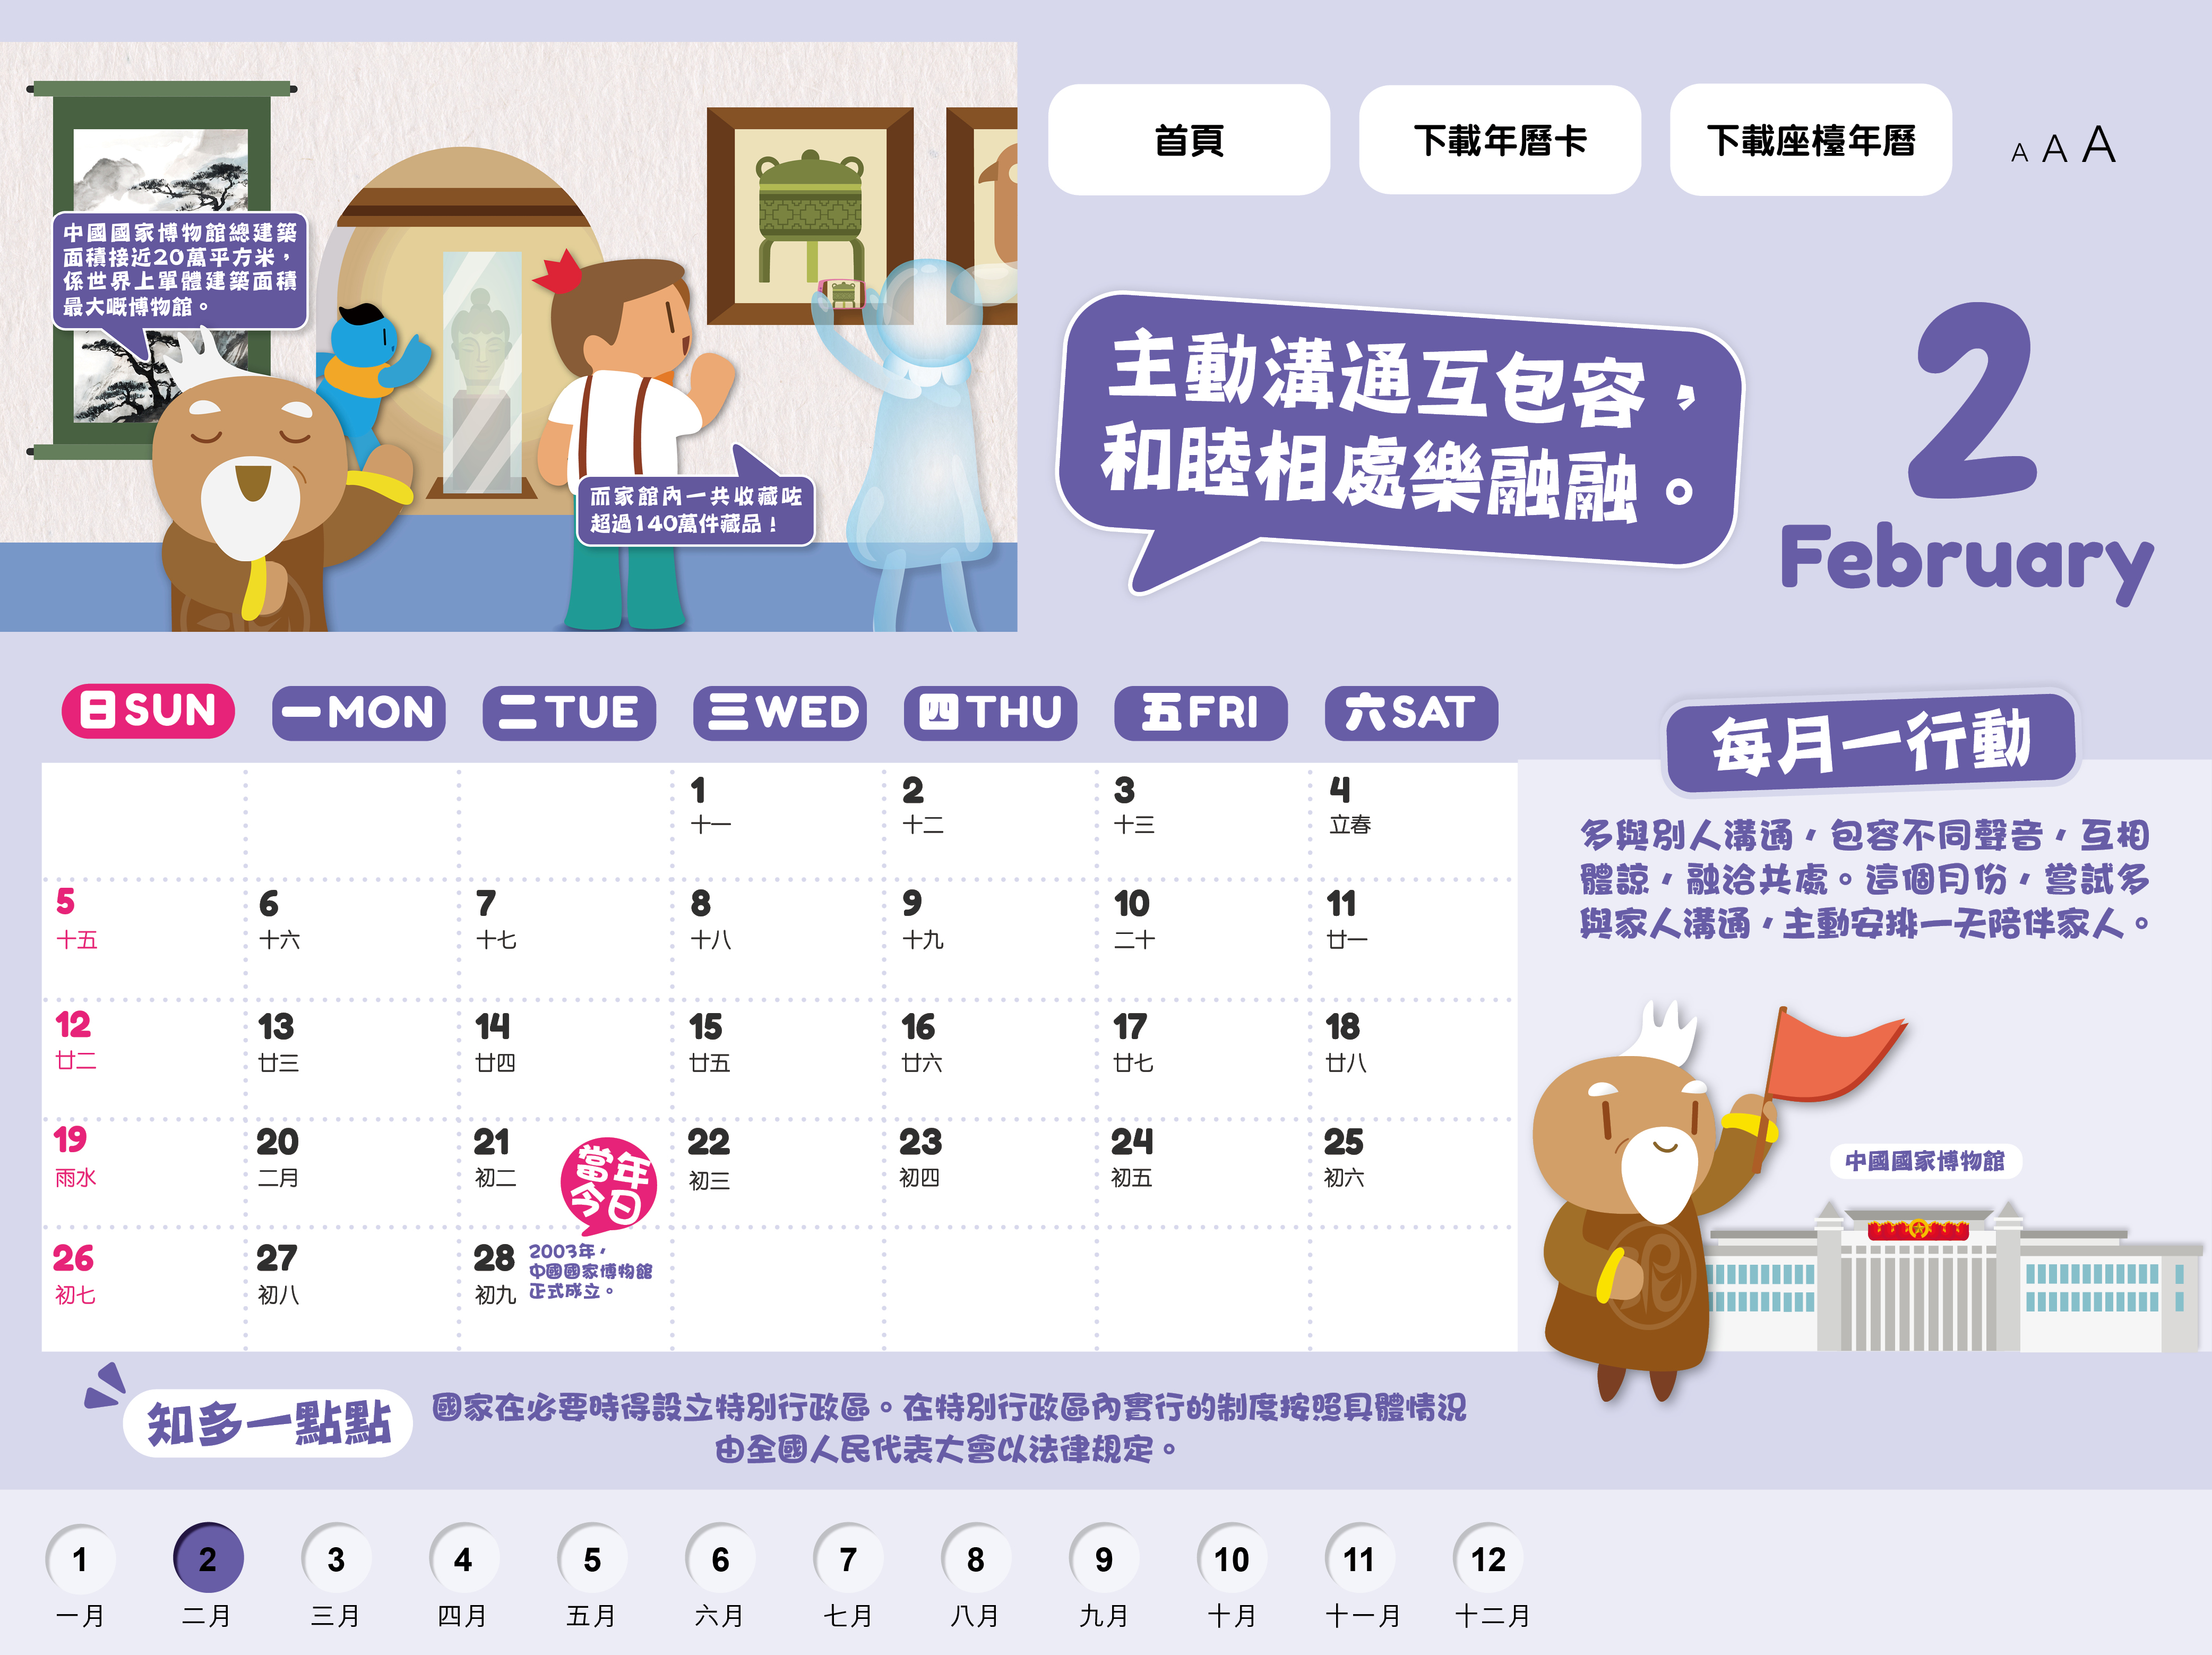 首頁
下載年曆卡
下載座檯年曆
A A A
中國國家博物館總建築
面積接近20萬平方米，
係世界上單體建築面積
最大嘅博物館。
而家館內一共收藏咗
超過140萬件藏品！
主動溝通互包容，
和睦相處樂融融。
2
February
日SUN 一MON 二TUE 三WED 四THU 五FRI 六SAT
1 2 3 4
十一 十二 十三 立春
5 6 7 8 9 10 11
十五 十六 十七 十八 十九 二十 廿一
12 13 14 15 16 17 18
廿二 廿三 廿四 廿五 廿六 廿七 廿八
19 20 21 22 23 24 25
雨水 二月 初二 初三 初四 初五 初六
當年
今日
26 27 28
初七 初八 初九
2003年，
中國國家博物館
正式成立。
每月一行動
多與別人溝通，包容不同聲音，互相
體諒，融洽共處。這個月份，嘗試多
與家人溝通，主動安排一天陪伴家人。
中國國家博物館
知多一點點
國家在必要時得設立特別行政區。在特別行政區內實行的制度按照具體情況
由全國人民代表大會以法律規定。
1 2 3 4 5 6 7 8 9 10 11 12
一月 二月 三月 四月 五月 六月 七月 八月 九月 十月 十一月 十二月